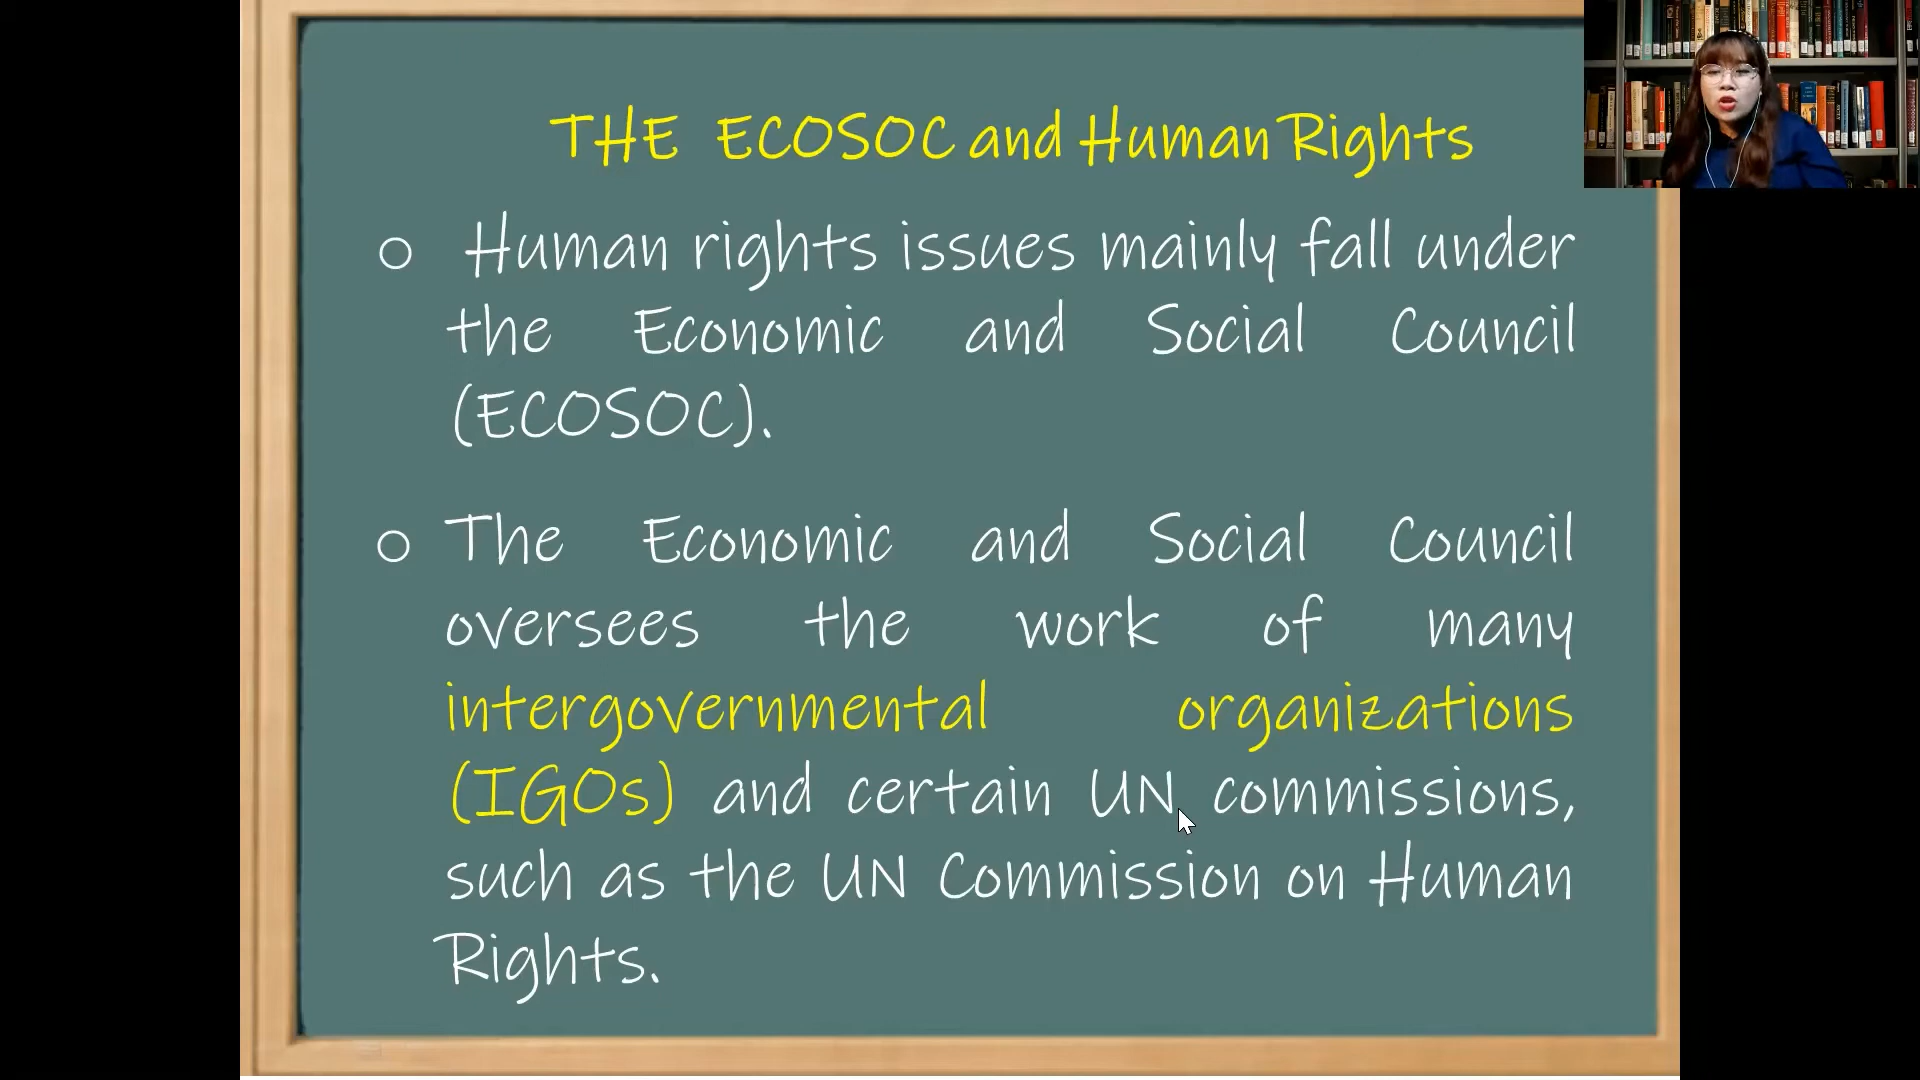 THE ECOSOC and Human Rights
○ Human rights issues mainly fall under
the Economic and Social Council
(ECOSOC).
○ The Economic and Social Council
oversees the work of many
intergovernmental organizations
(IGOs) and certain UN commissions,
such as the UN Commission on Human
Rights.